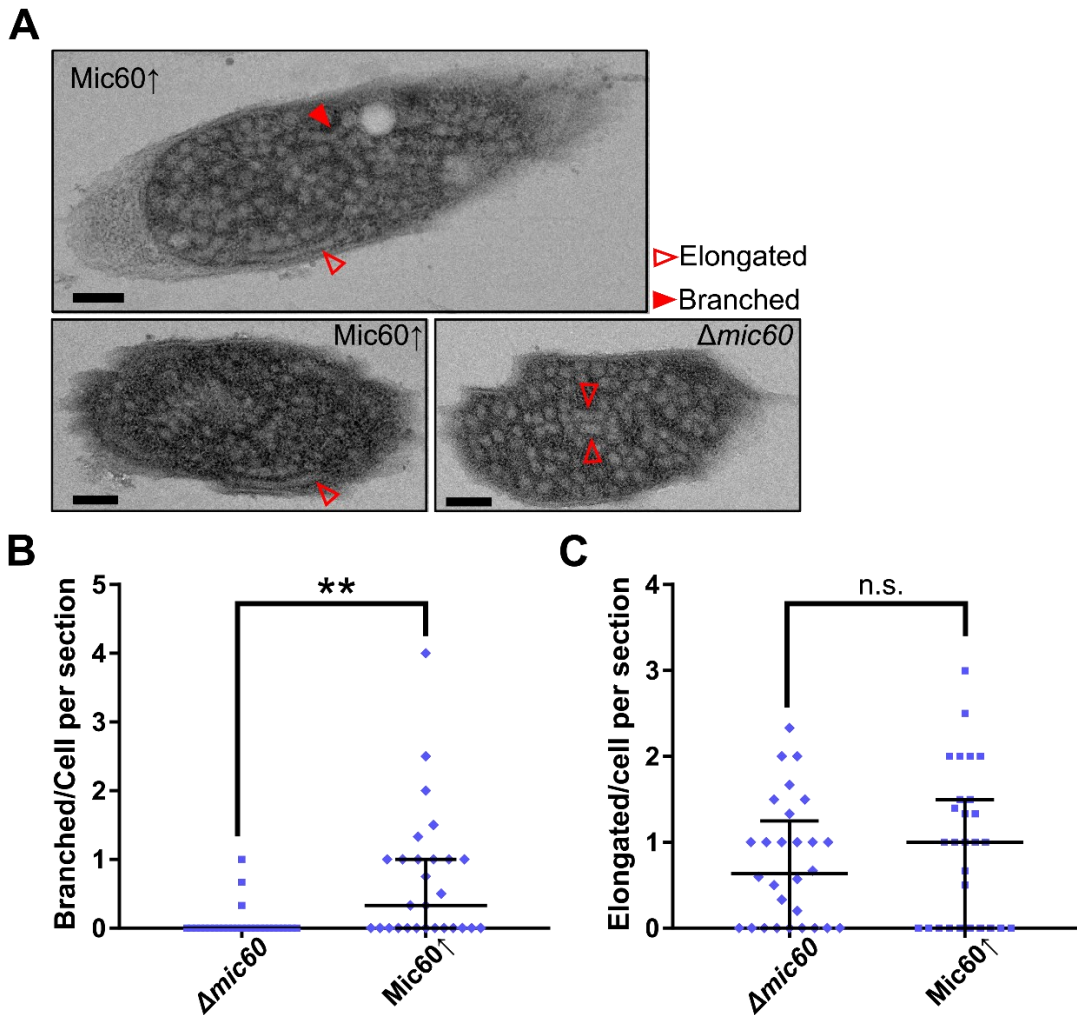 A
Mic60↑
Elongated
Branched
Mic60↑
Δmic60
B
**
Branched/Cell per section
5
4
3
2
1
0
Δmic60
Mic60↑
C
n.s.
Elongated/cell per section
4
3
2
1
0
Δmic60
Mic60↑